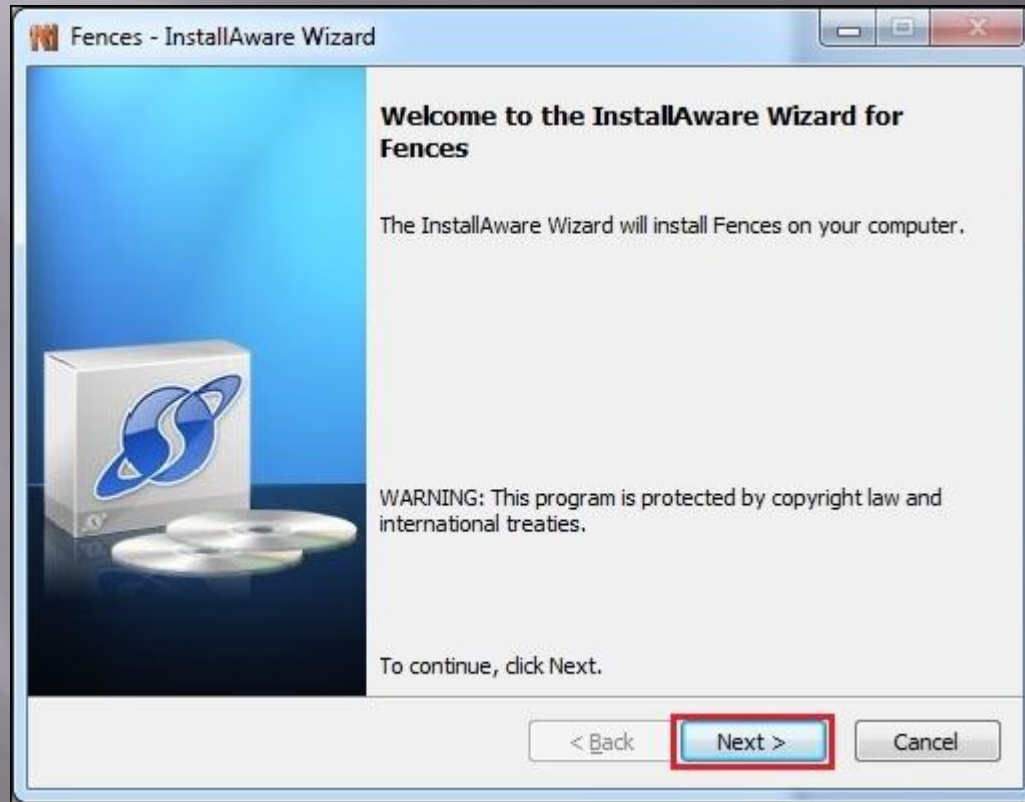 Fences - InstallAware Wizard
Welcome to the InstallAware Wizard for
Fences
The InstallAware Wizard will install Fences on your computer.
WARNING: This program is protected by copyright law and
international treaties.
To continue, click Next.
< Back
Next >
Cancel